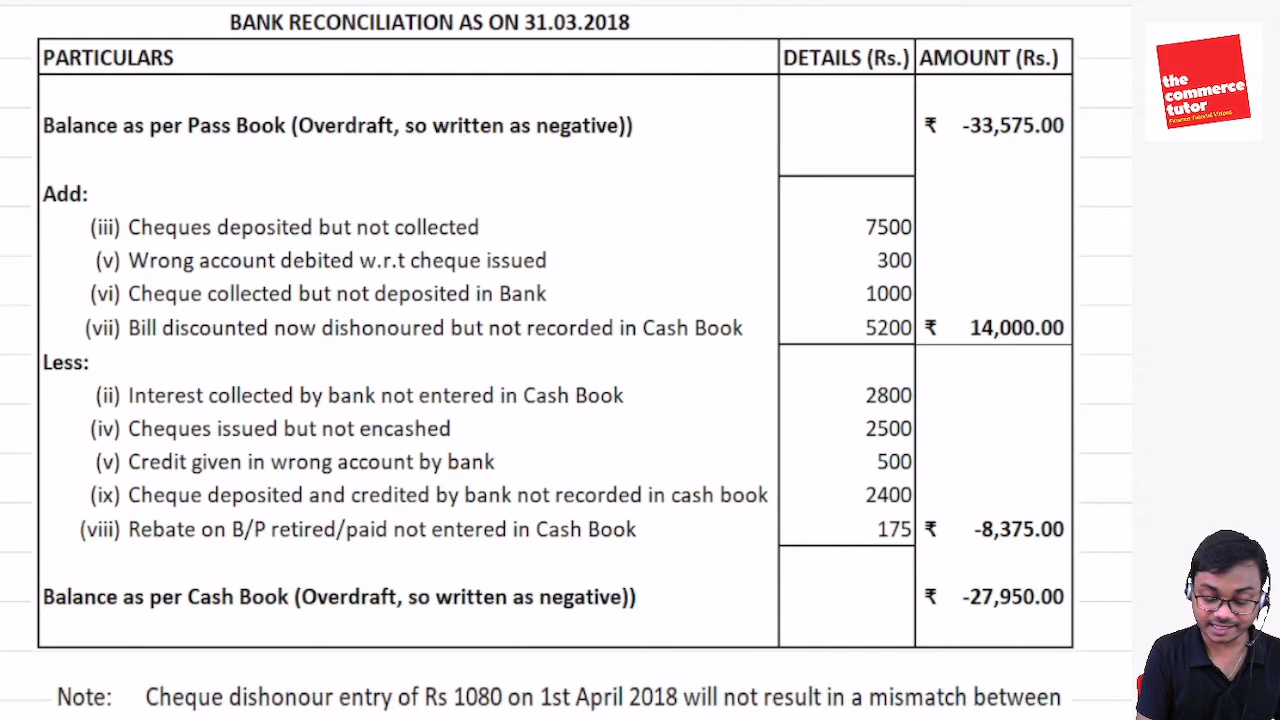 BANK RECONCILIATION AS ON 31.03.2018
PARTICULARS DETAILS (Rs.) AMOUNT (Rs.)
Balance as per Pass Book (Overdraft, so written as negative)) ₹ -33,575.00
Add:
(iii) Cheques deposited but not collected 7500
(v) Wrong account debited w.r.t cheque issued 300
(vi) Cheque collected but not deposited in Bank 1000
(vii) Bill discounted now dishonoured but not recorded in Cash Book 5200 ₹ 14,000.00
Less:
(ii) Interest collected by bank not entered in Cash Book 2800
(iv) Cheques issued but not encashed 2500
(v) Credit given in wrong account by bank 500
(ix) Cheque deposited and credited by bank not recorded in cash book 2400
(viii) Rebate on B/P retired/paid not entered in Cash Book 175 ₹ -8,375.00
Balance as per Cash Book (Overdraft, so written as negative)) ₹ -27,950.00
Note: Cheque dishonour entry of Rs 1080 on 1st April 2018 will not result in a mismatch between
the
commerce
tutor
Finance Tutorial Videos